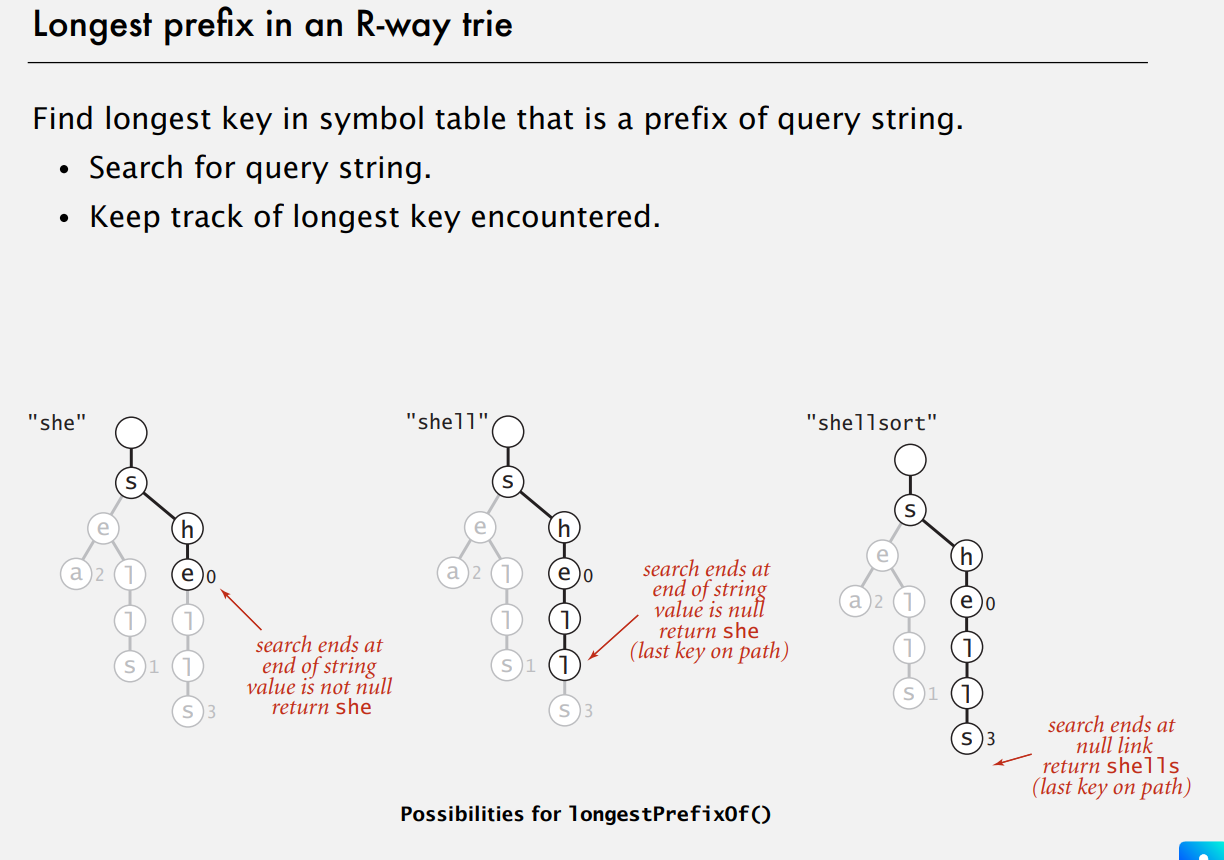 Longest prefix in an R-way trie
Find longest key in symbol table that is a prefix of query string.
• Search for query string.
• Keep track of longest key encountered.
"she"
s
e
h
a 2
l
e 0
l
l
s 1
l
s 3
search ends at
end of string
value is not null
return she
"shell"
s
e
h
a 2
l
e 0
l
l
s 1
l
s 3
search ends at
end of string
value is null
return she
(last key on path)
"shellsort"
s
e
h
a 2
l
e 0
l
l
s 1
l
s 3
search ends at
null link
return shells
(last key on path)
Possibilities for longestPrefixOf()